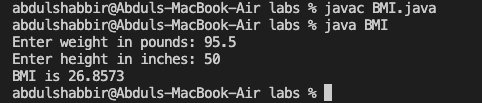 abdulshabbir@Abduls-MacBook-Air labs % javac BMI.java
abdulshabbir@Abduls-MacBook-Air labs % java BMI
Enter weight in pounds: 95.5
Enter height in inches: 50
BMI is 26.8573
abdulshabbir@Abduls-MacBook-Air labs %